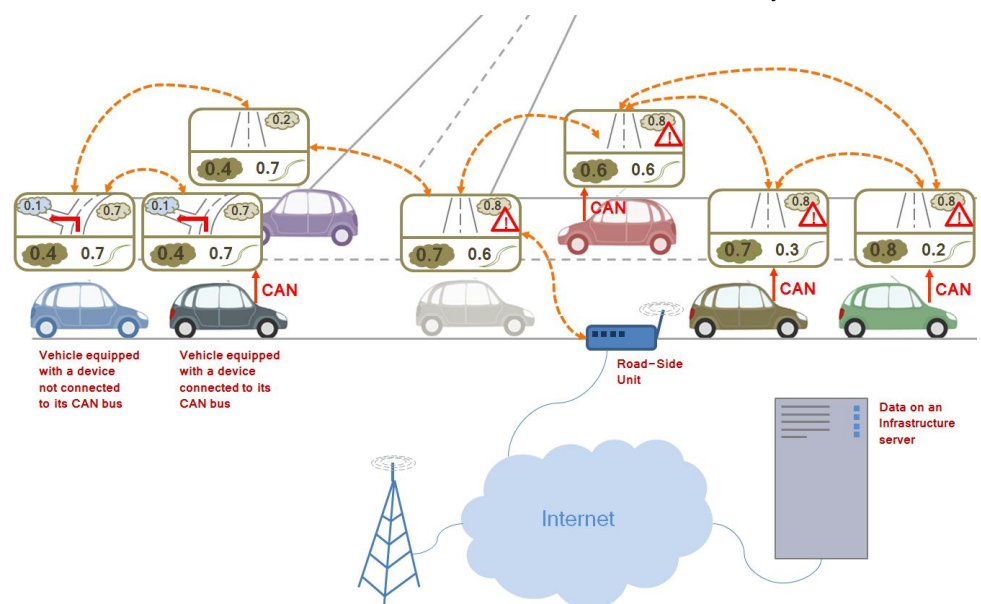 0.2
0.4 0.7
0.8
0.6 0.6
CAN
0.1 0.7
0.4 0.7
0.1 0.7
0.4 0.7
0.8
0.7 0.6
0.8
0.7 0.3
0.8
0.8 0.2
CAN
CAN
CAN
Vehicle equipped
with a device
not connected
to its CAN bus
Vehicle equipped
with a device
connected to its
CAN bus
Road-Side
Unit
Data on an
Infrastructure
server
Internet